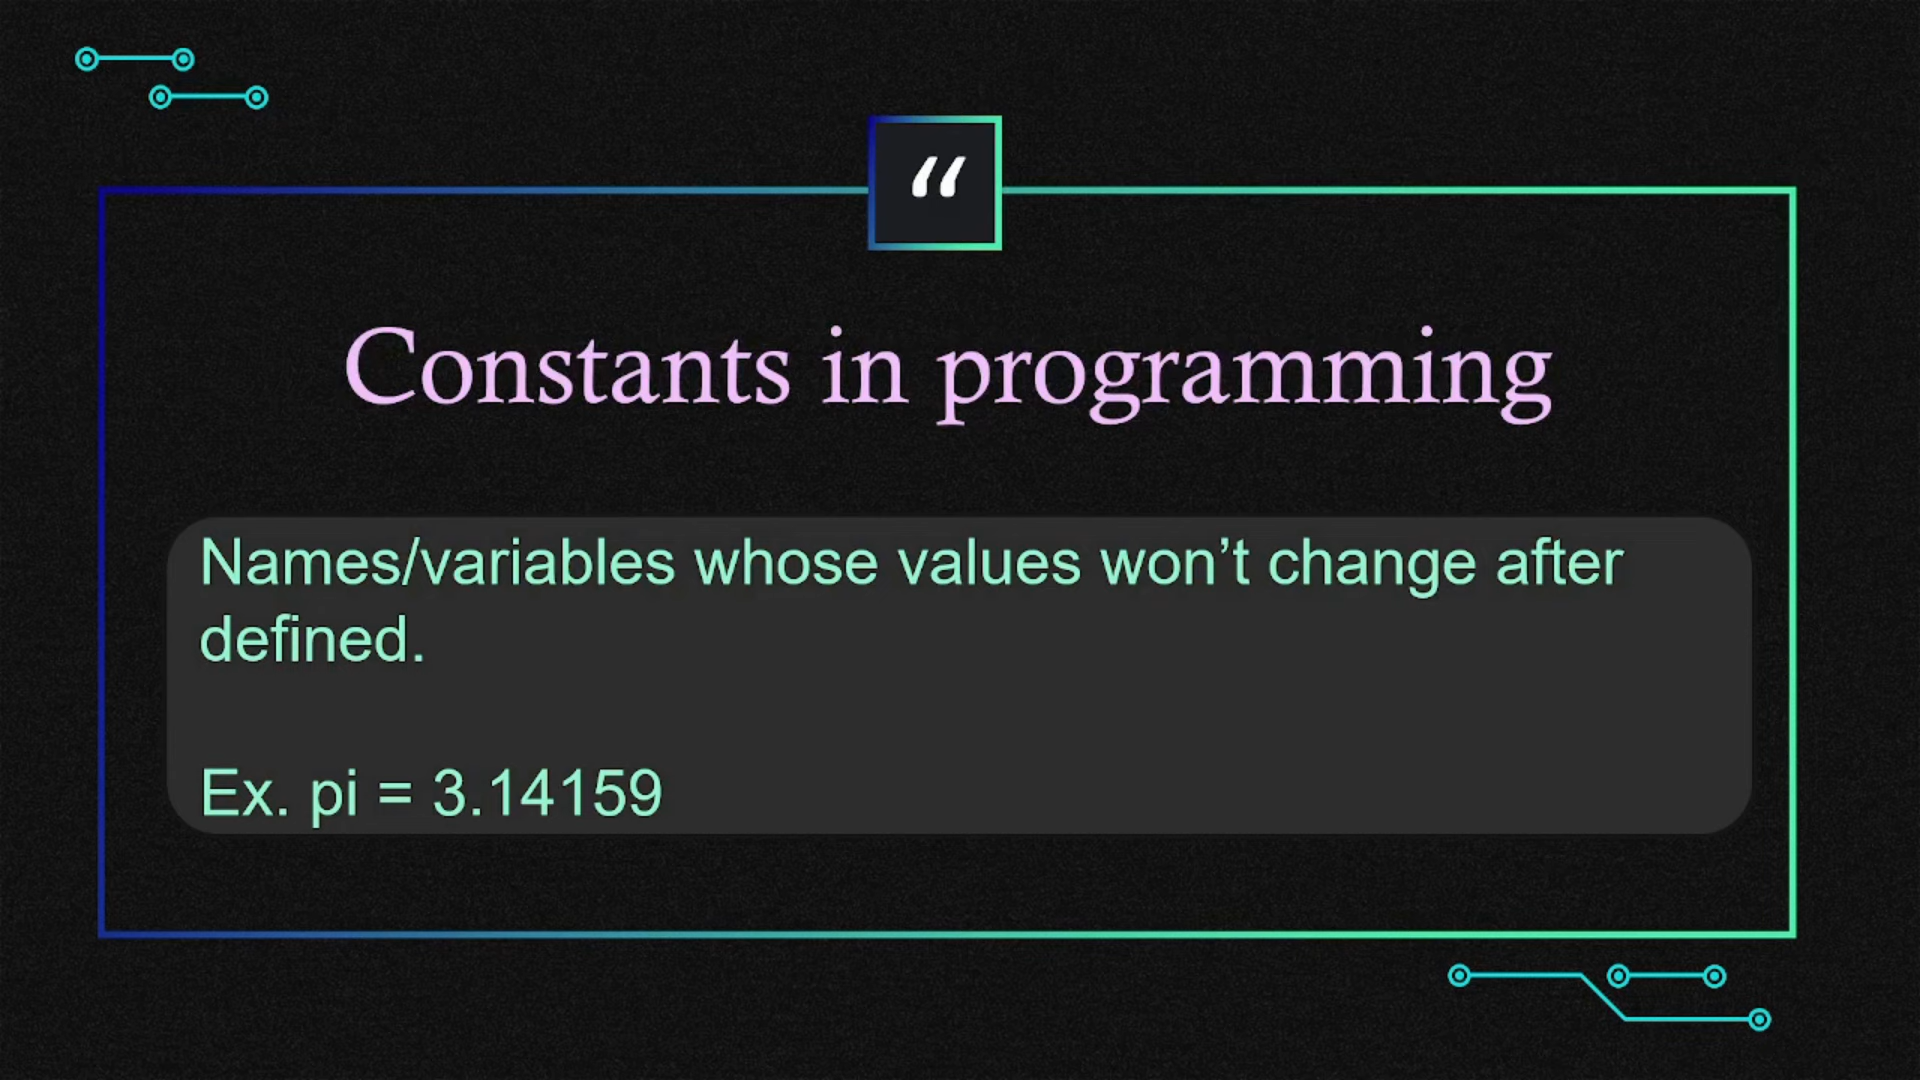 “
Constants in programming
Names/variables whose values won’t change after
defined.
Ex. pi = 3.14159